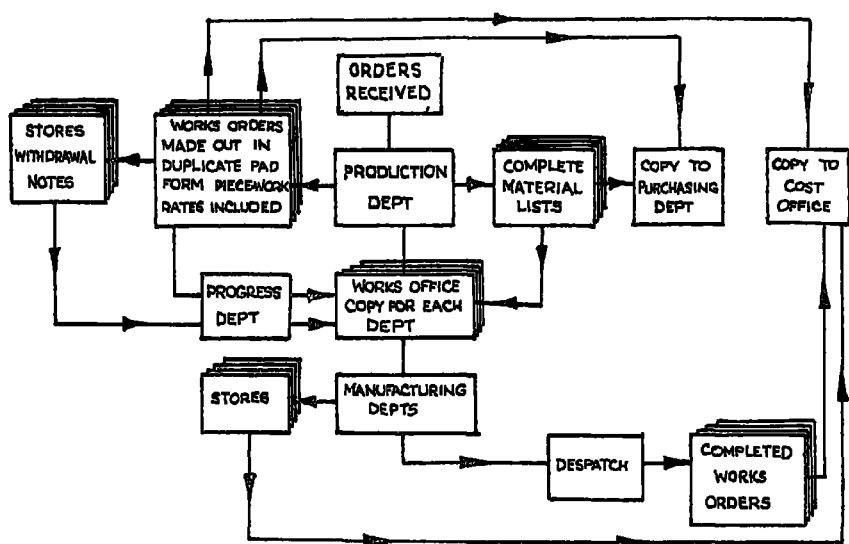 ORDERS
RECEIVED
STORES
WITHDRAWAL
NOTES
WORKS ORDERS
MADE OUT IN
DUPLICATE PAD
FORM PIECEWORK
RATES INCLUDED
PRODUCTION
DEPT
COMPLETE
MATERIAL
LISTS
COPY TO
PURCHASING
DEPT
COPY TO
COST
OFFICE
PROGRESS
DEPT
WORKS OFFICE
COPY FOR EACH
DEPT
STORES
MANUFACTURING
DEPTS
DESPATCH
COMPLETED
WORKS
ORDERS